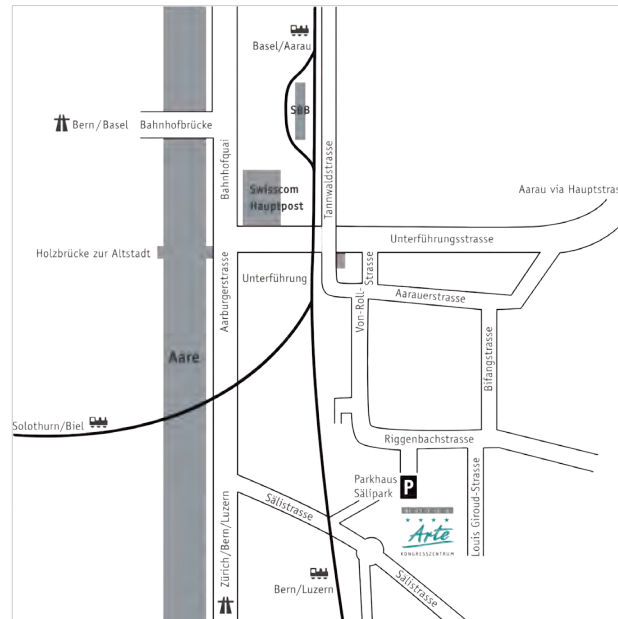 Basel/Aarau
SBB
Bern/Basel
Bahnhofbrücke
Bahnhofquai
Tannwaldstrasse
Swisscom
Hauptpost
Aarau via Hauptstras
Unterführungsstrasse
Holzbrücke zur Altstadt
Aarburgerstrasse
Unterführung
Von-Roll-
Strasse
Aarauerstrasse
Bifangstrasse
Aare
Solothurn/Biel
Riggenbachstrasse
Parkhaus
Sälipark
P
Louis Giroud-Strasse
Sälistrasse
★ ★ ★ ★
Arte
KONGRESSZENTRUM
Zürich/Bern/Luzern
Bern/Luzern
Sälistrasse